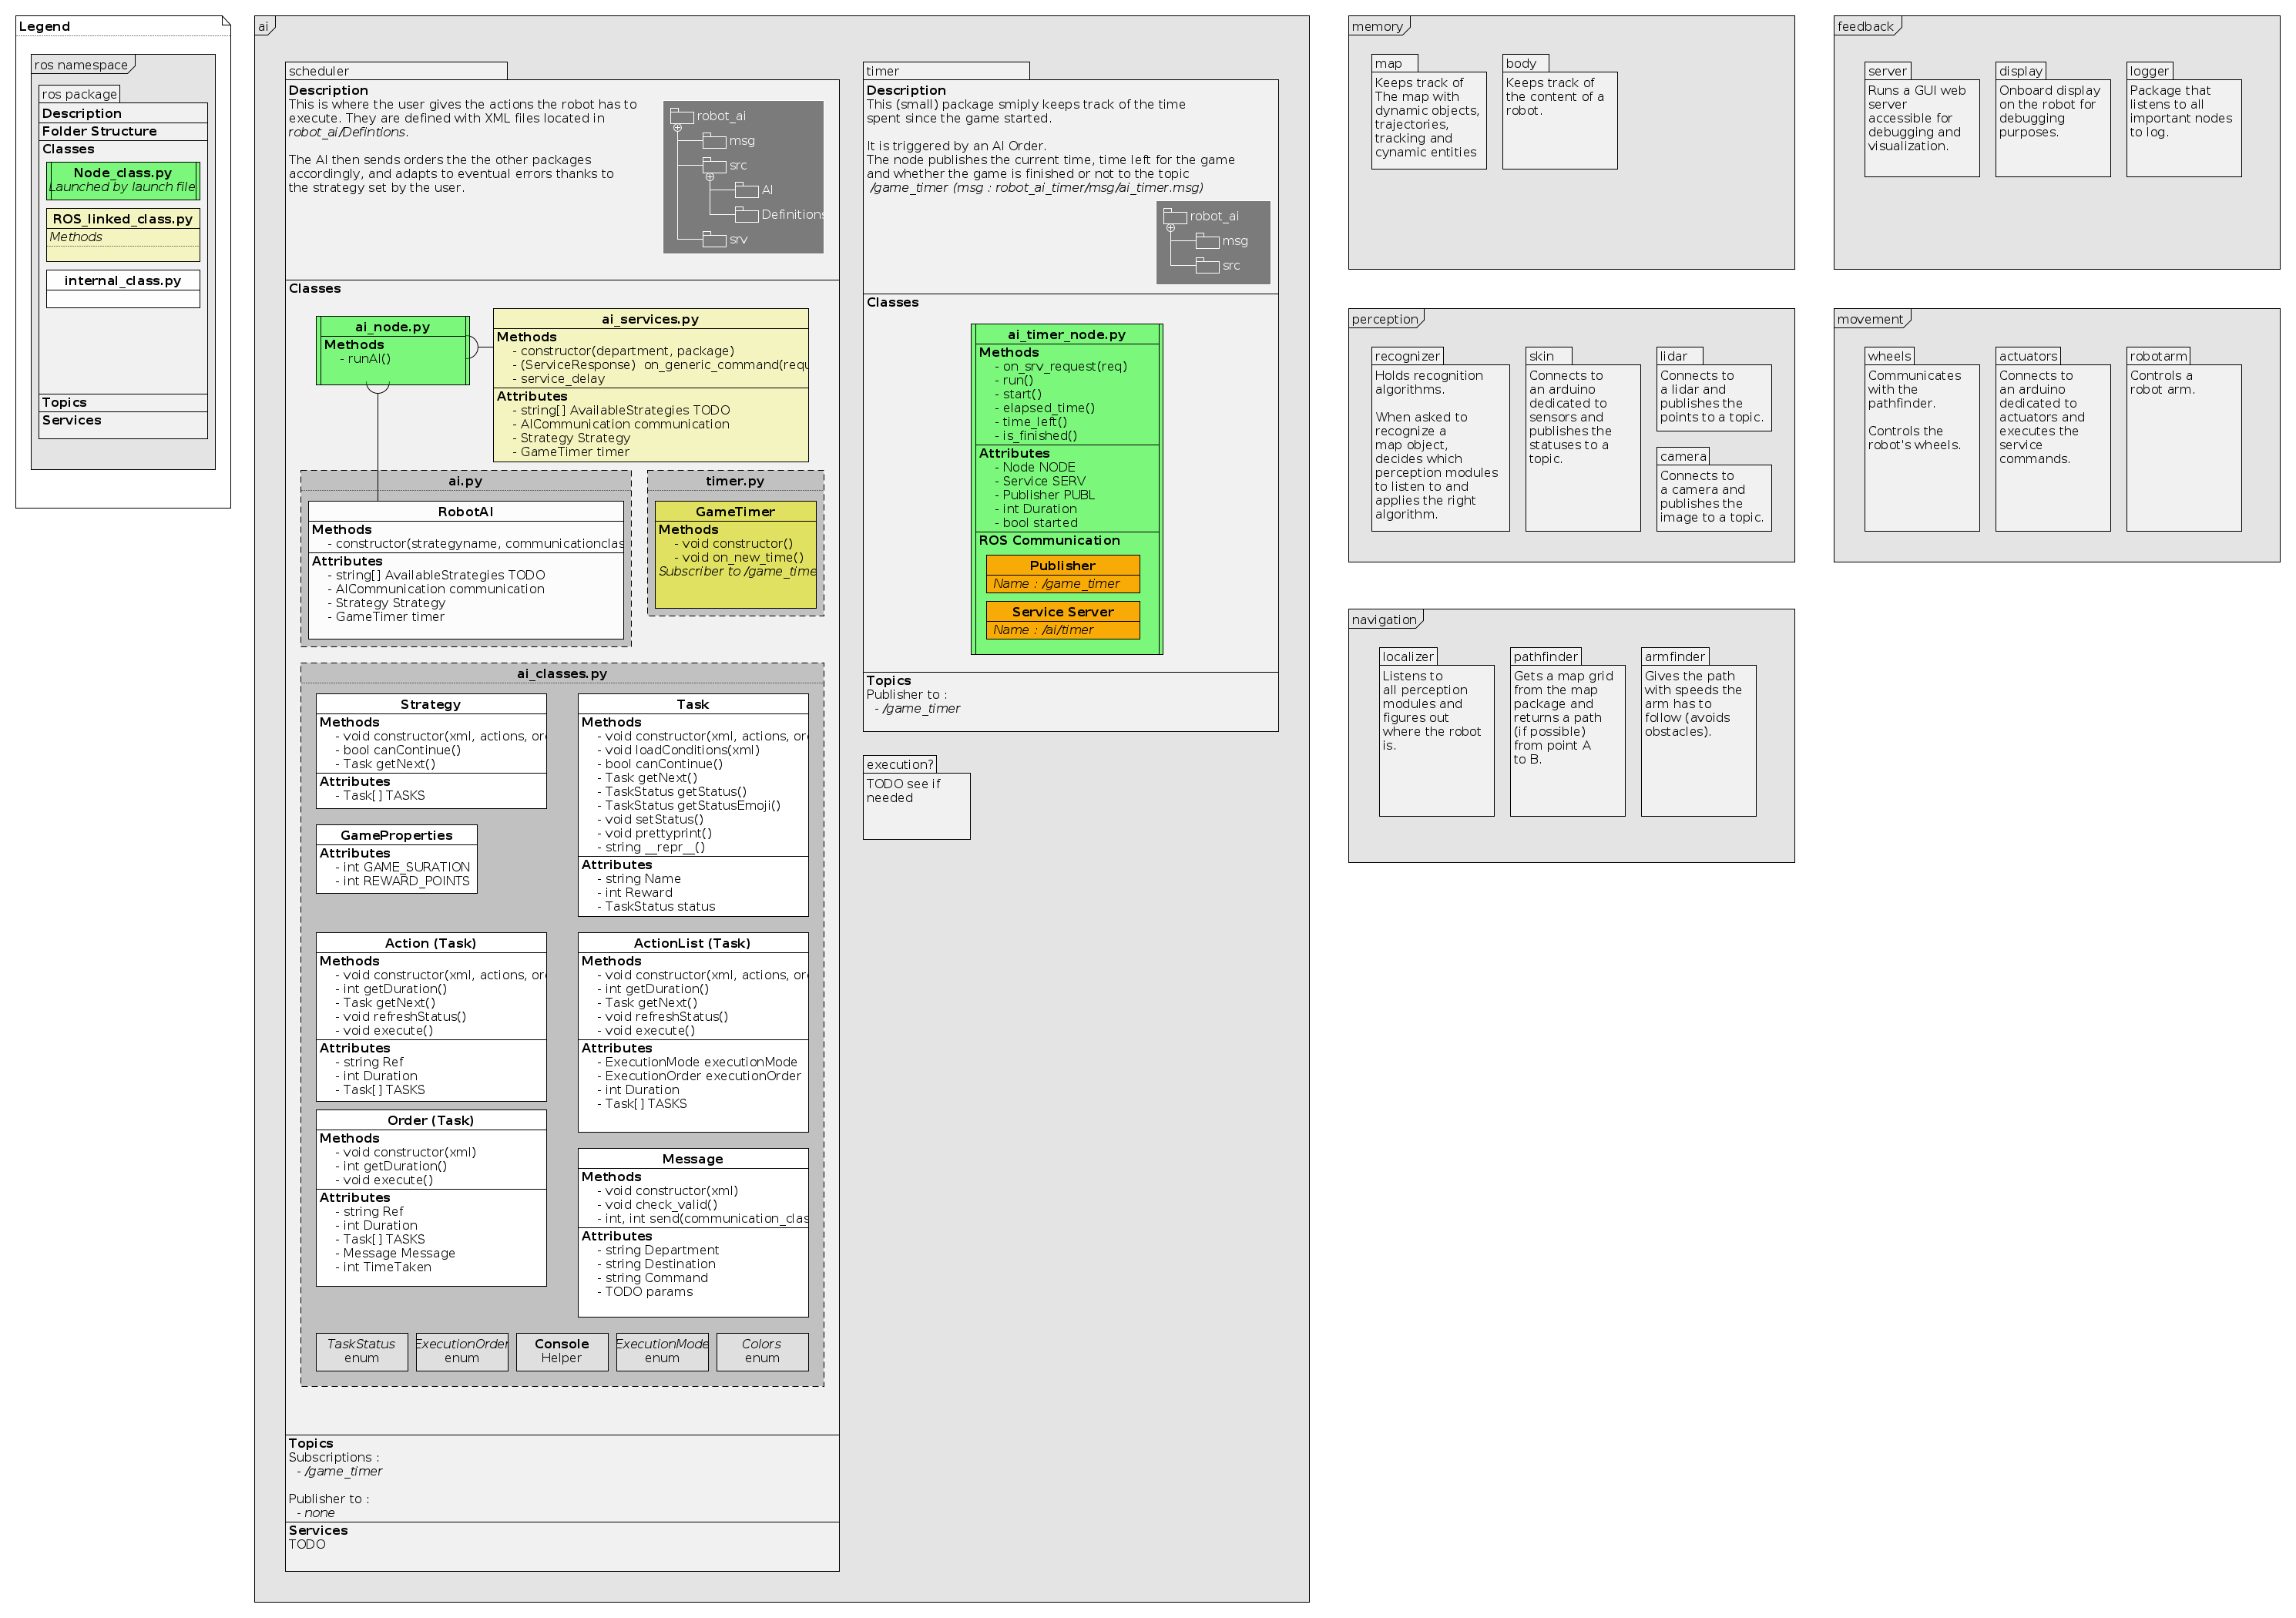 Legend
ros namespace
ros package
Description
Folder Structure
Classes
Node_class.py
Launched by launch file
ROS_linked_class.py
Methods
internal_class.py
Topics
Services
ai
scheduler
Description
This is where the user gives the actions the robot has to
execute. They are defined with XML files located in
robot_ai/Defintions.
The AI then sends orders the the other packages
accordingly, and adapts to eventual errors thanks to
the strategy set by the user.
robot_ai
msg
src
AI
Definitions
srv
Classes
ai_node.py
Methods
- runAI()
ai_services.py
Methods
- constructor(department, package)
- (ServiceResponse)  on_generic_command(requ
- service_delay
Attributes
- string[] AvailableStrategies TODO
- AICommunication communication
- Strategy Strategy
- GameTimer timer
ai.py
RobotAI
Methods
- constructor(strategyname, communicationclas
Attributes
- string[] AvailableStrategies TODO
- AICommunication communication
- Strategy Strategy
- GameTimer timer
timer.py
GameTimer
Methods
- void constructor()
- void on_new_time()
Subscriber to /game_time
ai_classes.py
Strategy
Methods
- void constructor(xml, actions, ord
- bool canContinue()
- Task getNext()
Attributes
- Task[] TASKS
Task
Methods
- void constructor(xml, actions, ord
- void loadConditions(xml)
- bool canContinue()
- Task getNext()
- TaskStatus getStatus()
- TaskStatus getStatusEmoji()
- void setStatus()
- void prettyprint()
- string __repr__()
Attributes
- string Name
- int Reward
- TaskStatus status
GameProperties
Attributes
- int GAME_SURATION
- int REWARD_POINTS
Action (Task)
Methods
- void constructor(xml, actions, ord
- int getDuration()
- Task getNext()
- void refreshStatus()
- void execute()
Attributes
- string Ref
- int Duration
- Task[] TASKS
ActionList (Task)
Methods
- void constructor(xml, actions, ord
- int getDuration()
- Task getNext()
- void refreshStatus()
- void execute()
Attributes
- ExecutionMode executionMode
- ExecutionOrder executionOrder
- int Duration
- Task[] TASKS
Order (Task)
Methods
- void constructor(xml)
- int getDuration()
- void execute()
Attributes
- string Ref
- int Duration
- Task[] TASKS
- Message Message
- int TimeTaken
Message
Methods
- void constructor(xml)
- void check_valid()
- int, int send(communication_clas
Attributes
- string Department
- string Destination
- string Command
- TODO params
TaskStatus
enum
ExecutionOrder
enum
Console
Helper
ExecutionMode
enum
Colors
enum
Topics
Subscriptions :
- /game_timer
Publisher to :
- none
Services
TODO
timer
Description
This (small) package smiply keeps track of the time
spent since the game started.
It is triggered by an AI Order.
The node publishes the current time, time left for the game
and whether the game is finished or not to the topic
/game_timer (msg : robot_ai_timer/msg/ai_timer.msg)
robot_ai
msg
src
Classes
ai_timer_node.py
Methods
- on_srv_request(req)
- run()
- start()
- elapsed_time()
- time_left()
- is_finished()
Attributes
- Node NODE
- Service SERV
- Publisher PUBL
- int Duration
- bool started
ROS Communication
Publisher
Name : /game_timer
Service Server
Name : /ai/timer
Topics
Publisher to :
- /game_timer
execution?
TODO see if
needed
memory
map
Keeps track of
The map with
dynamic objects,
trajectories,
tracking and
cynamic entities
body
Keeps track of
the content of a
robot.
feedback
server
Runs a GUI web
server
accessible for
debugging and
visualization.
display
Onboard display
on the robot for
debugging
purposes.
logger
Package that
listens to all
important nodes
to log.
perception
recognizer
Holds recognition
algorithms.
When asked to
recognize a
map object,
decides which
perception modules
to listen to and
applies the right
algorithm.
skin
Connects to
an arduino
dedicated to
sensors and
publishes the
statuses to a
topic.
lidar
Connects to
a lidar and
publishes the
points to a topic.
camera
Connects to
a camera and
publishes the
image to a topic.
movement
wheels
Communicates
with the
pathfinder.
Controls the
robot's wheels.
actuators
Connects to
an arduino
dedicated to
actuators and
executes the
service
commands.
robotarm
Controls a
robot arm.
navigation
localizer
Listens to
all perception
modules and
figures out
where the robot
is.
pathfinder
Gets a map grid
from the map
package and
returns a path
(if possible)
from point A
to B.
armfinder
Gives the path
with speeds the
arm has to
follow (avoids
obstacles).